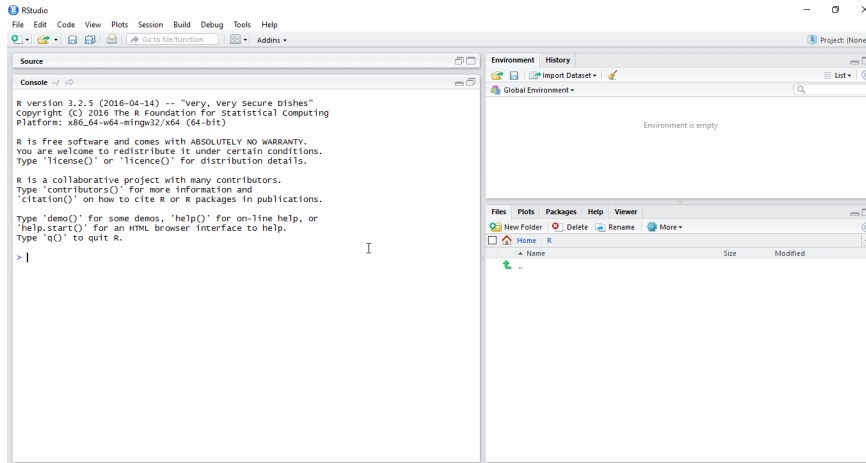 RStudio
File Edit Code View Plots Session Build Debug Tools Help
Go to file/function Addins Project: (None
Source
Console ~/
R version 3.2.5 (2016-04-14) -- "Very, Very Secure Dishes"
Copyright (C) 2016 The R Foundation for Statistical Computing
Platform: x86_64-w64-mingw32/x64 (64-bit)
R is free software and comes with ABSOLUTELY NO WARRANTY.
You are welcome to redistribute it under certain conditions.
Type 'license()' or 'licence()' for distribution details.
R is a collaborative project with many contributors.
Type 'contributors()' for more information and
'citation()' on how to cite R or R packages in publications.
Type 'demo()' for some demos, 'help()' for on-line help, or
'help.start()' for an HTML browser interface to help.
Type 'q()' to quit R.
>
Environment History
Import Dataset List
Global Environment
Environment is empty
Files Plots Packages Help Viewer
New Folder Delete Rename More
Home R
Name Size Modified
..